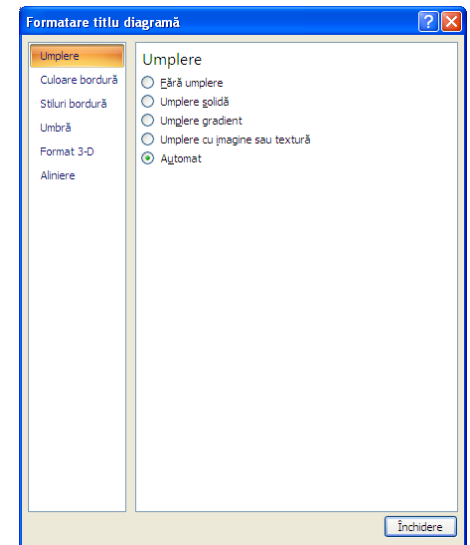 Formatare titlu diagramă
Umplere
Culoare bordură
Stiluri bordură
Umbră
Format 3-D
Aliniere
Umplere
Fără umplere
Umplere solidă
Umplere gradient
Umplere cu imagine sau textură
Automat
Închidere